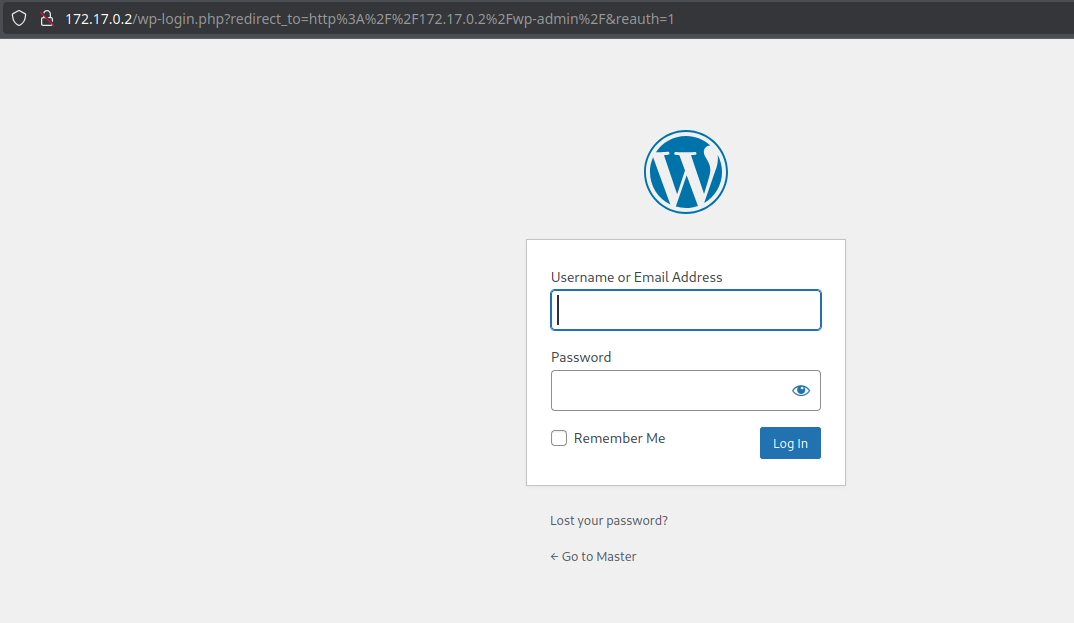 172.17.0.2/wp-login.php?redirect_to=http%3A%2F%2F172.17.0.2%2Fwp-admin%2F&reauth=1
Username or Email Address
Password
Remember Me
Log In
Lost your password?
← Go to Master